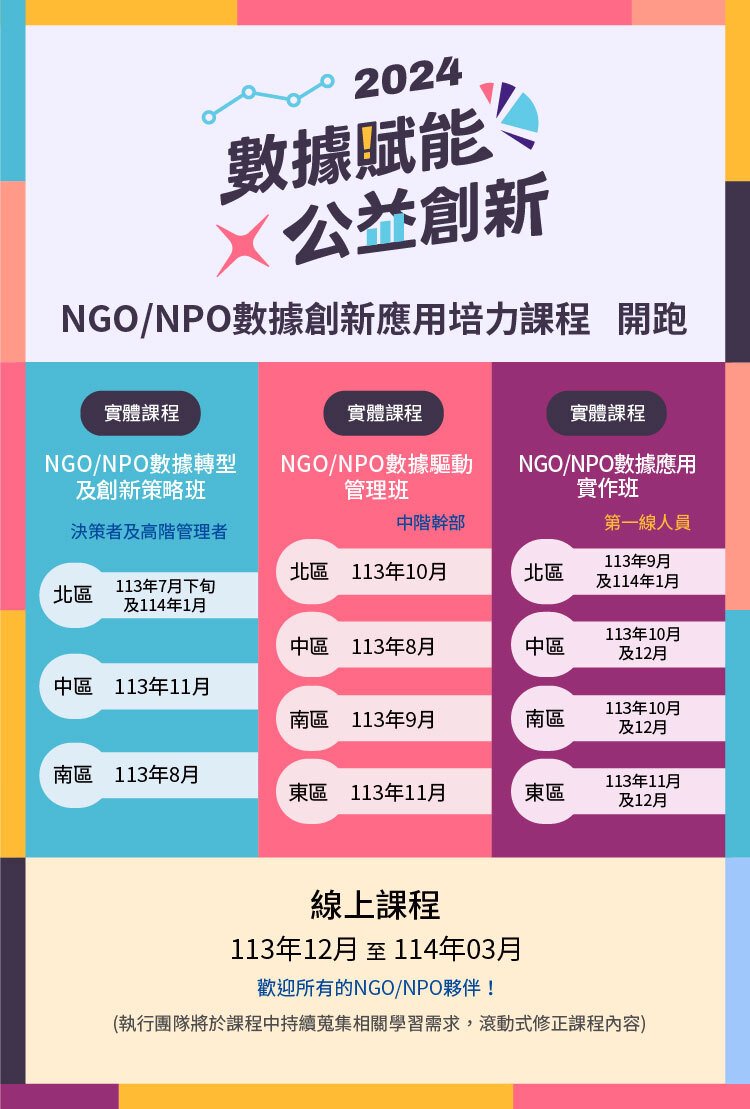 2024
數據賦能
公益創新
NGO/NPO數據創新應用培力課程 開跑
實體課程
NGO/NPO數據轉型
及創新策略班
決策者及高階管理者
北區 113年7月下旬
及114年1月
中區 113年11月
南區 113年8月
實體課程
NGO/NPO數據驅動
管理班
中階幹部
北區 113年10月
中區 113年8月
南區 113年9月
東區 113年11月
實體課程
NGO/NPO數據應用
實作班
第一線人員
北區 113年9月
及114年1月
中區 113年10月
及12月
南區 113年10月
及12月
東區 113年11月
及12月
線上課程
113年12月 至 114年03月
歡迎所有的NGO/NPO夥伴！
(執行團隊將於課程中持續蒐集相關學習需求，滾動式修正課程內容)